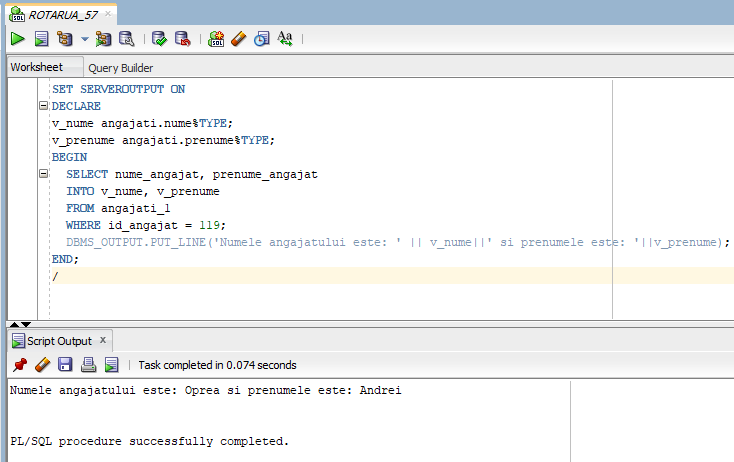 ROTARUA_57
SQL
Aa
Worksheet
Query Builder
SET SERVEROUTPUT ON
DECLARE
v_nume angajati.nume%TYPE;
v_prenume angajati.prenume%TYPE;
BEGIN
SELECT nume_angajat, prenume_angajat
INTO v_nume, v_prenume
FROM angajati_1
WHERE id_angajat = 119;
DBMS_OUTPUT.PUT_LINE('Numele angajatului este: ' || v_nume||' si prenumele este: '||v_prenume);
END;
/
Script Output x
Task completed in 0.074 seconds
Numele angajatului este: Oprea si prenumele este: Andrei
PL/SQL procedure successfully completed.